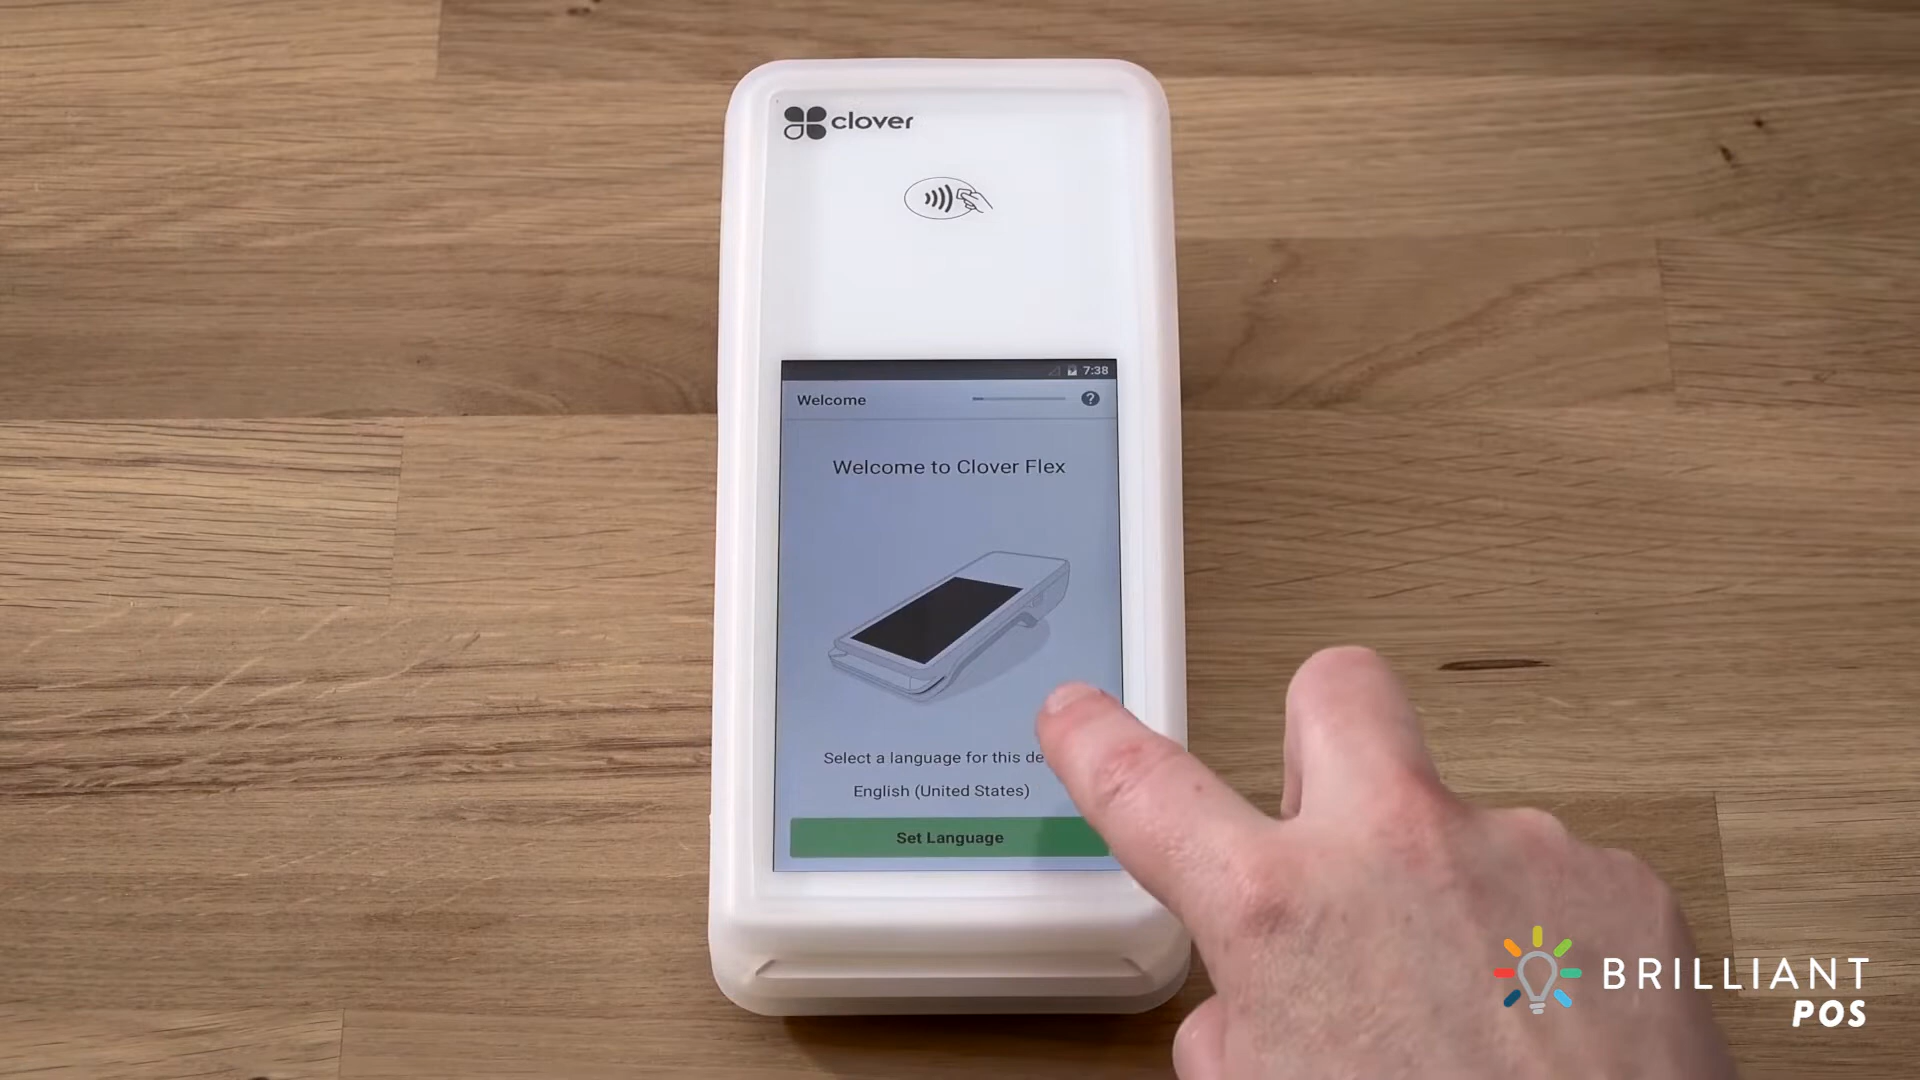 clover
7:38
Welcome
?
Welcome to Clover Flex
Select a language for this de
English (United States)
Set Language
BRILLIANT
POS